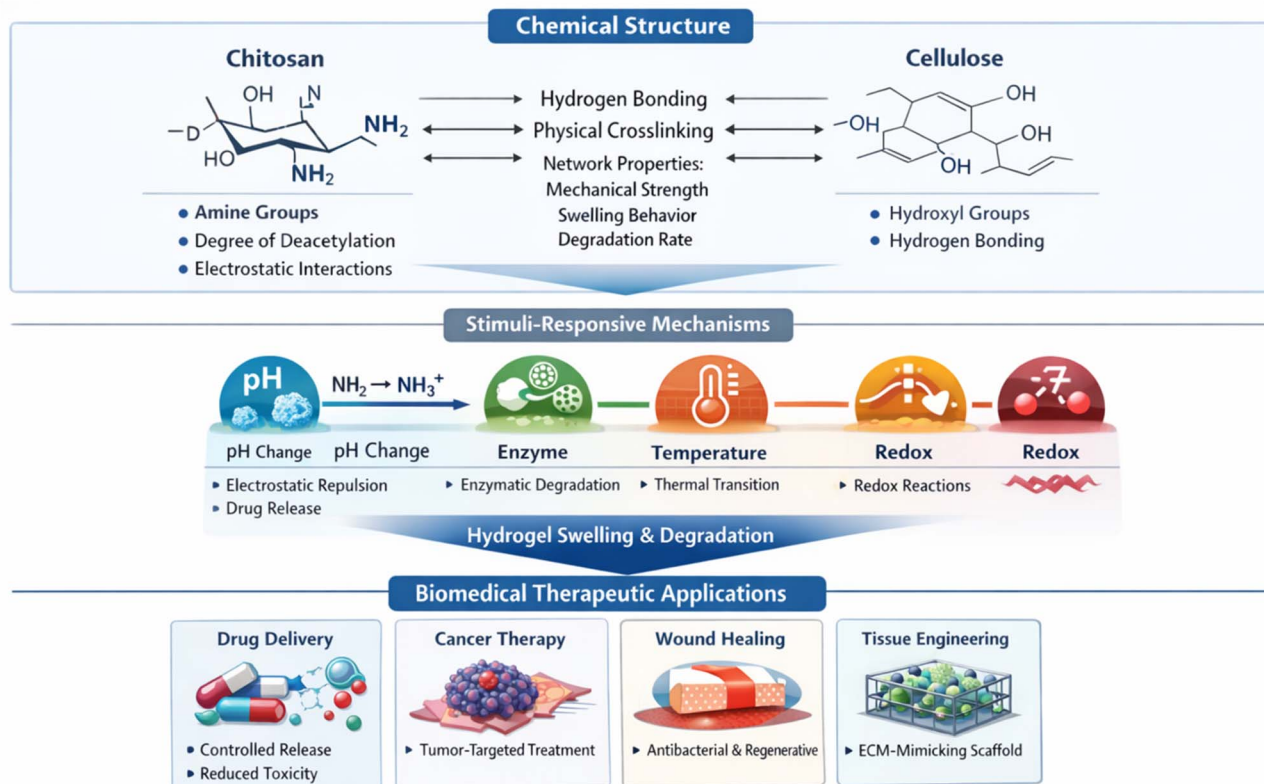 Chemical Structure
Chitosan
OH
N
L
NH2
D
HO
NH2
Amine Groups
Degree of Deacetylation
Electrostatic Interactions
Hydrogen Bonding
Physical Crosslinking
Network Properties:
Mechanical Strength
Swelling Behavior
Degradation Rate
Cellulose
OH
OH
OH
OH
Hydroxyl Groups
Hydrogen Bonding
Stimuli-Responsive Mechanisms
pH
NH2 → NH3+
pH Change
pH Change
Electrostatic Repulsion
Drug Release
Enzyme
Enzymatic Degradation
Temperature
Thermal Transition
Redox
Redox Reactions
7
Redox
Hydrogel Swelling & Degradation
Biomedical Therapeutic Applications
Drug Delivery
Controlled Release
Reduced Toxicity
Cancer Therapy
Tumor-Targeted Treatment
Wound Healing
Antibacterial & Regenerative
Tissue Engineering
ECM-Mimicking Scaffold